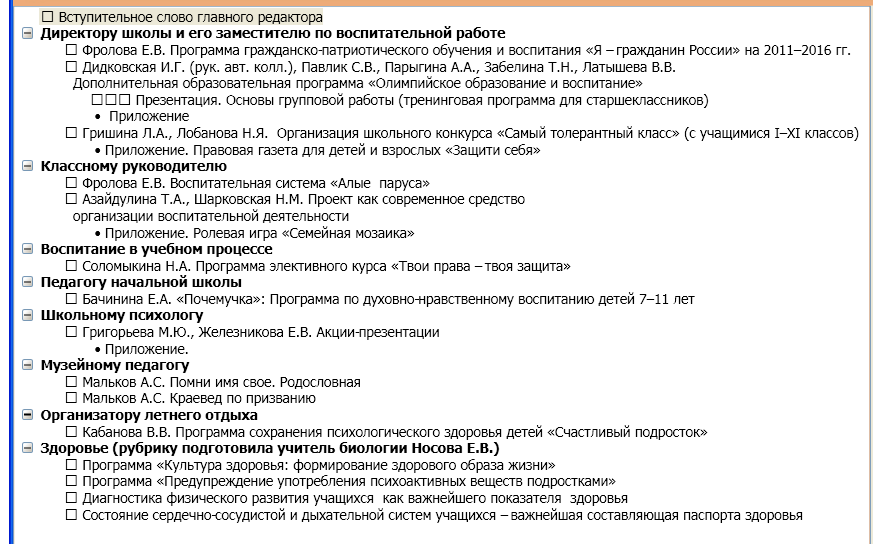 ☐ Вступительное слово главного редактора
Директору школы и его заместителю по воспитательной работе
☐ Фролова Е.В. Программа гражданско-патриотического обучения и воспитания «Я – гражданин России» на 2011–2016 гг.
☐ Дидковская И.Г. (рук. авт. колл.), Павлик С.В., Парыгина А.А., Забелина Т.Н., Латышева В.В.
Дополнительная образовательная программа «Олимпийское образование и воспитание»
☐☐☐ Презентация. Основы групповой работы (тренинговая программа для старшеклассников)
• Приложение
☐ Гришина Л.А., Лобанова Н.Я. Организация школьного конкурса «Самый толерантный класс» (с учащимися I–XI классов)
• Приложение. Правовая газета для детей и взрослых «Защити себя»
Классному руководителю
☐ Фролова Е.В. Воспитательная система «Алые паруса»
☐ Азайдулина Т.А., Шарковская Н.М. Проект как современное средство
организации воспитательной деятельности
• Приложение. Ролевая игра «Семейная мозаика»
Воспитание в учебном процессе
☐ Соломыкина Н.А. Программа элективного курса «Твои права – твоя защита»
Педагогу начальной школы
☐ Бачинина Е.А. «Почемучка»: Программа по духовно-нравственному воспитанию детей 7–11 лет
Школьному психологу
☐ Григорьева М.Ю., Железникова Е.В. Акции-презентации
• Приложение.
Музейному педагогу
☐ Мальков А.С. Помни имя свое. Родословная
☐ Мальков А.С. Краевед по призванию
Организатору летнего отдыха
☐ Кабанова В.В. Программа сохранения психологического здоровья детей «Счастливый подросток»
Здоровье (рубрику подготовила учитель биологии Носова Е.В.)
☐ Программа «Культура здоровья: формирование здорового образа жизни»
☐ Программа «Предупреждение употребления психоактивных веществ подростками»
☐ Диагностика физического развития учащихся как важнейшего показателя здоровья
☐ Состояние сердечно-сосудистой и дыхательной систем учащихся – важнейшая составляющая паспорта здоровья